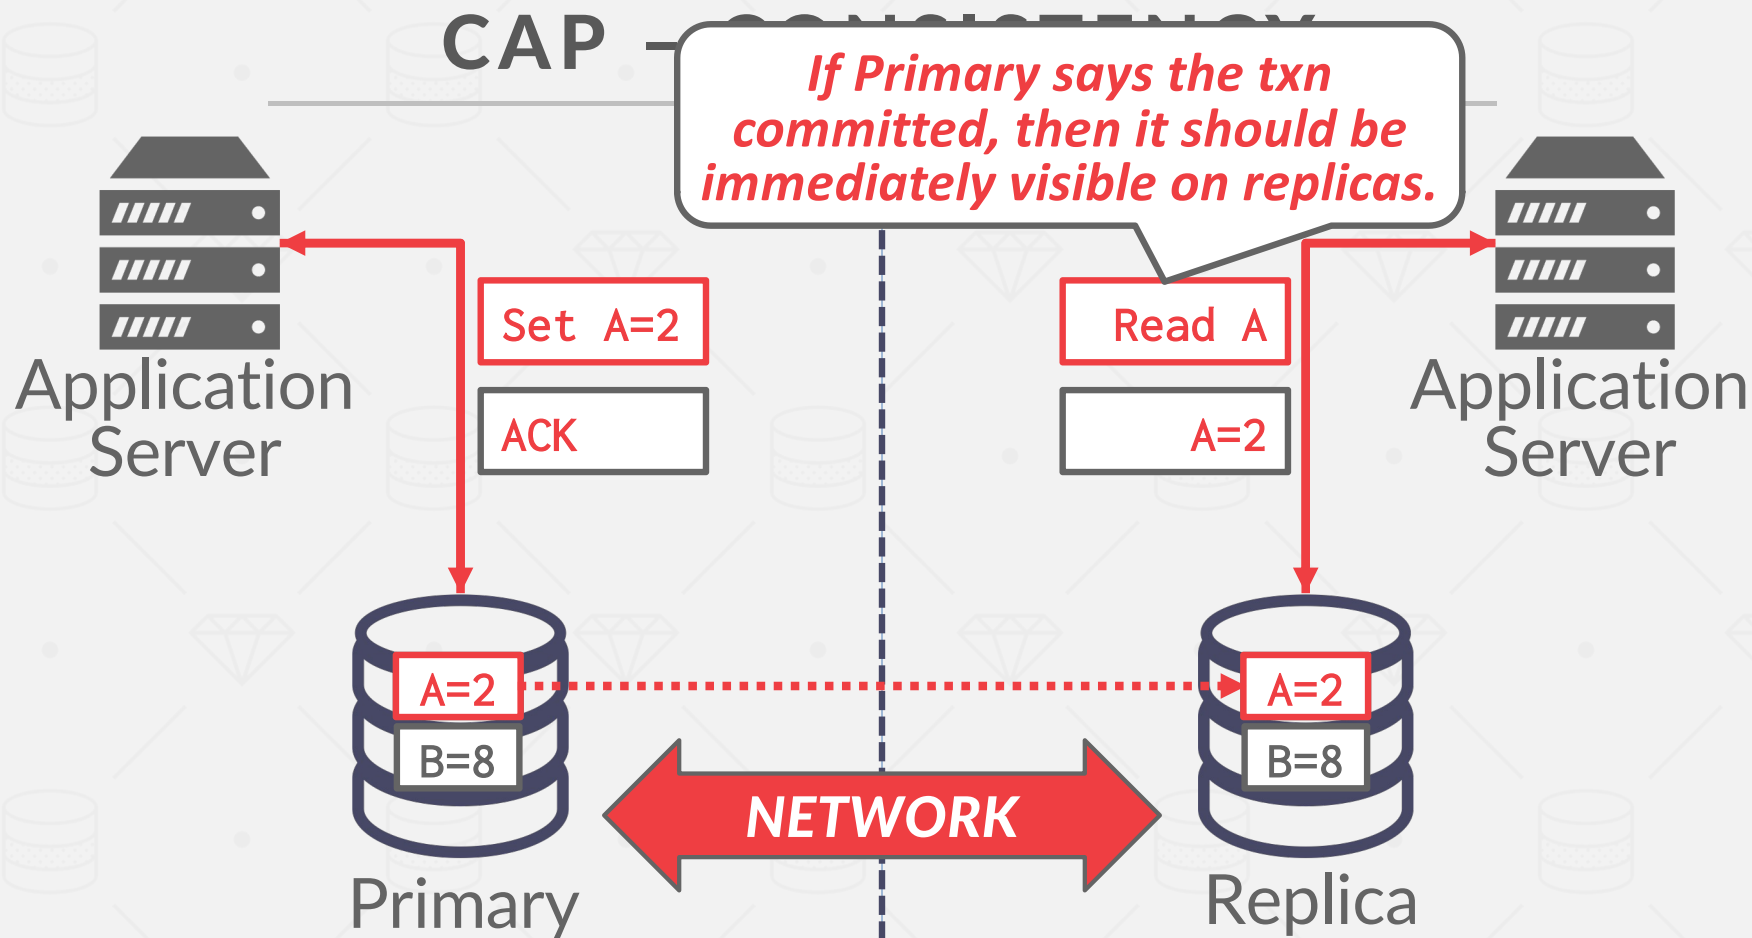 CAP – CONSISTENCY
If Primary says the txn
committed, then it should be
immediately visible on replicas.
Set A=2
ACK
Read A
A=2
Application
Server
Application
Server
A=2
B=8
A=2
B=8
NETWORK
Primary
Replica